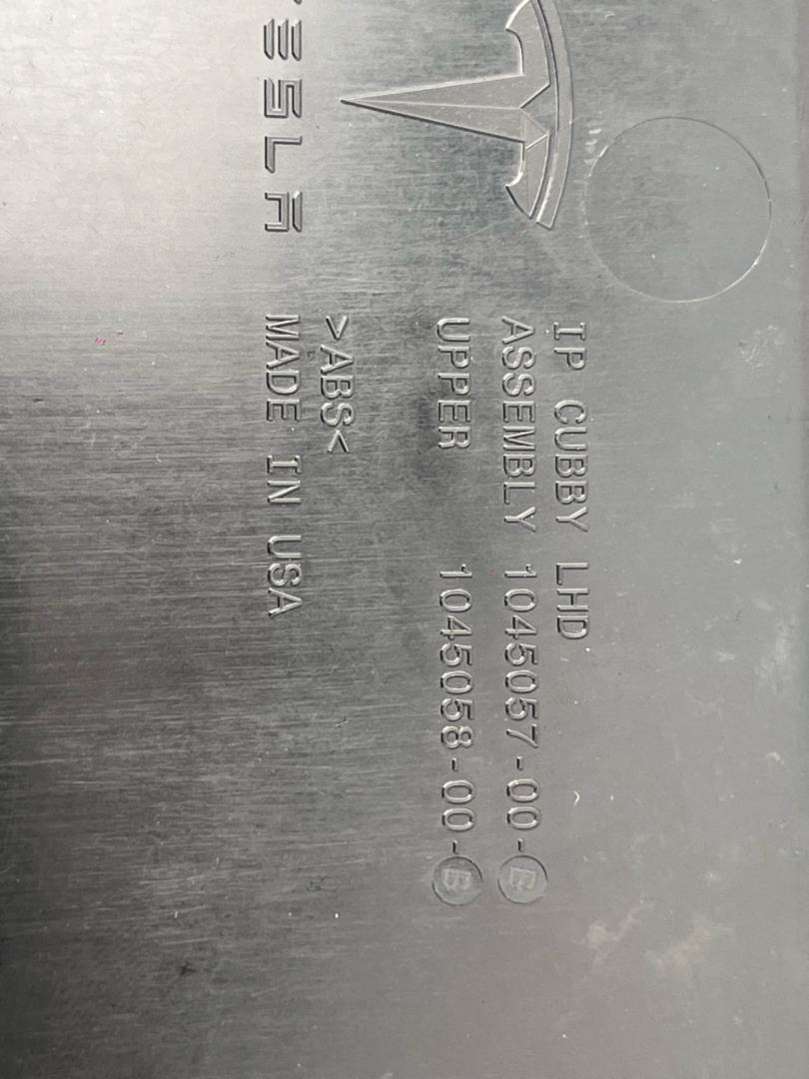 TESLA
IP CUBBY LHD
ASSEMBLY 1045057-00-E
UPPER 1045058-00-B
>ABS<
MADE IN USA